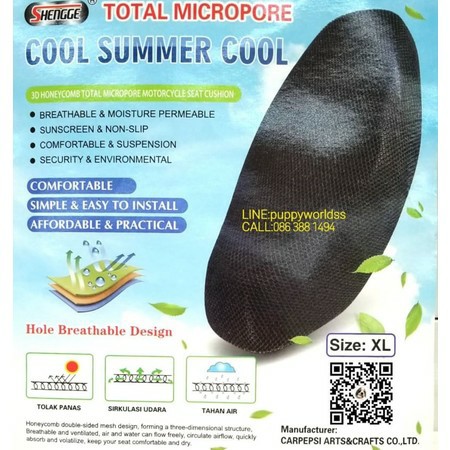 SHENGGE ®
TOTAL MICROPORE
COOL SUMMER COOL
3D HONEYCOMB TOTAL MICROPORE MOTORCYCLE SEAT CUSHION
● BREATHABLE & MOISTURE PERMEABLE
● SUNSCREEN & NON-SLIP
● COMFORTABLE & SUSPENSION
● SECURITY & ENVIRONMENTAL
COMFORTABLE
SIMPLE & EASY TO INSTALL
AFFORDABLE & PRACTICAL
LINE:puppyworldss
CALL:086 388 1494
Hole Breathable Design
Size: XL
TOLAK PANAS
SIRKULASI UDARA
TAHAN AIR
Honeycomb double-sided mesh design, forming a three-dimensional structure,
Breathable and ventilated, air and water can flow freely, circulate airflow, quickly
absorb and volatilize, keep your seat comfortable and dry.
Manufacturer:
CARPEPSI ARTS&CRAFTS CO.,LTD.